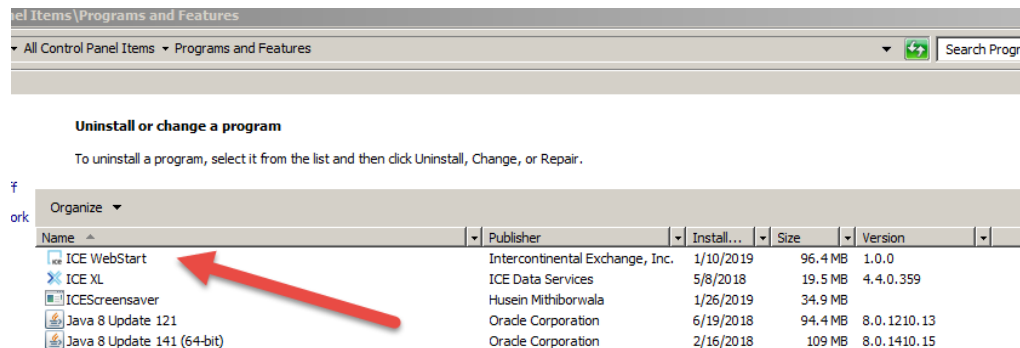 nel Items\Programs and Features
All Control Panel Items Programs and Features Search Progr
Uninstall or change a program
To uninstall a program, select it from the list and then click Uninstall, Change, or Repair.
ff
ork Organize
Name Publisher Install... Size Version
ICE WebStart Intercontinental Exchange, Inc. 1/10/2019 96.4 MB 1.0.0
ICE XL ICE Data Services 5/8/2018 19.5 MB 4.4.0.359
ICEScreensaver Husein Mithiborwala 1/26/2019 34.9 MB
Java 8 Update 121 Oracle Corporation 6/19/2018 94.4 MB 8.0.1210.13
Java 8 Update 141 (64-bit) Oracle Corporation 2/16/2018 109 MB 8.0.1410.15